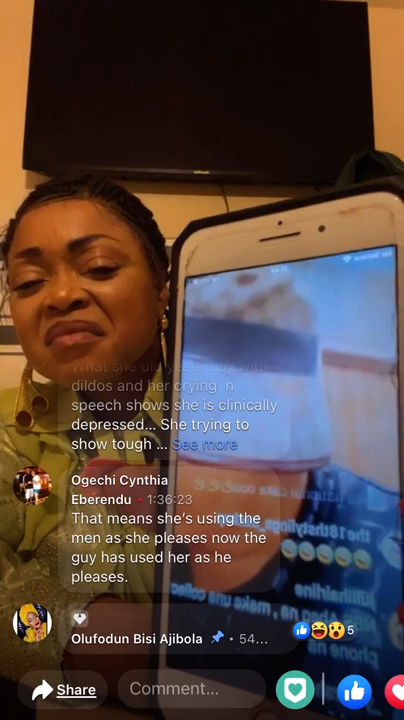 What she did yesterday with
dildos and her crying n
speech shows she is clinically
depressed... She trying to
show tough ... See more
Ogechi Cynthia
Eberendu • 1:36:23
That means she's using the
men as she pleases now the
guy has used her as he
pleases.
Olufodun Bisi Ajibola • 54...
5
Share
Comment...
the18thstylings